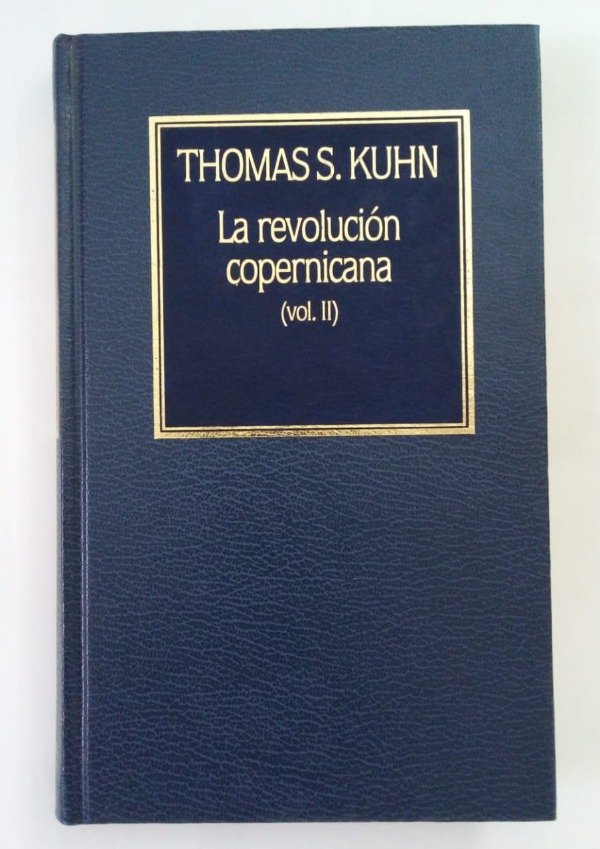 THOMAS S. KUHN
La revolución
copernicana
(vol. II)